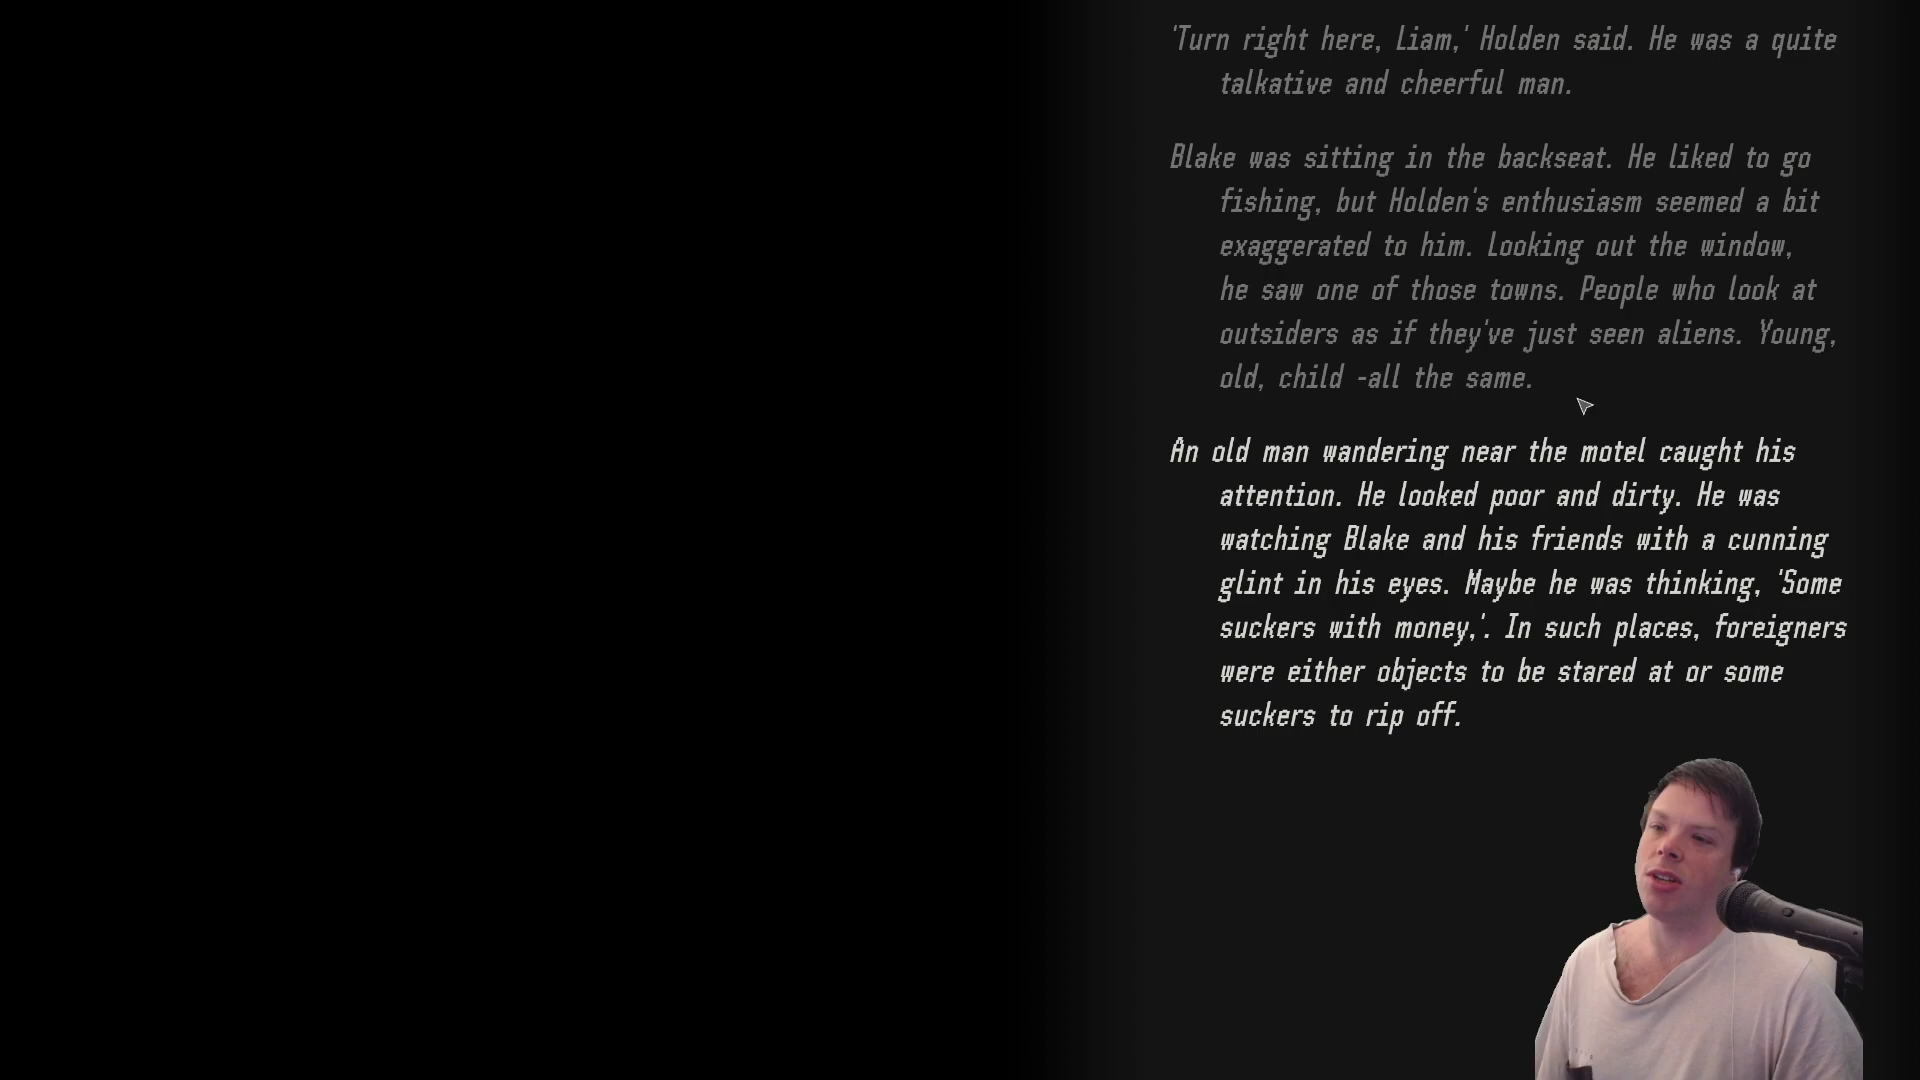 'Turn right here, Liam,' Holden said. He was a quite
talkative and cheerful man.
Blake was sitting in the backseat. He liked to go
fishing, but Holden's enthusiasm seemed a bit
exaggerated to him. Looking out the window,
he saw one of those towns. People who look at
outsiders as if they've just seen aliens. Young,
old, child -all the same.
An old man wandering near the motel caught his
attention. He looked poor and dirty. He was
watching Blake and his friends with a cunning
glint in his eyes. Maybe he was thinking, 'Some
suckers with money,'. In such places, foreigners
were either objects to be stared at or some
suckers to rip off.